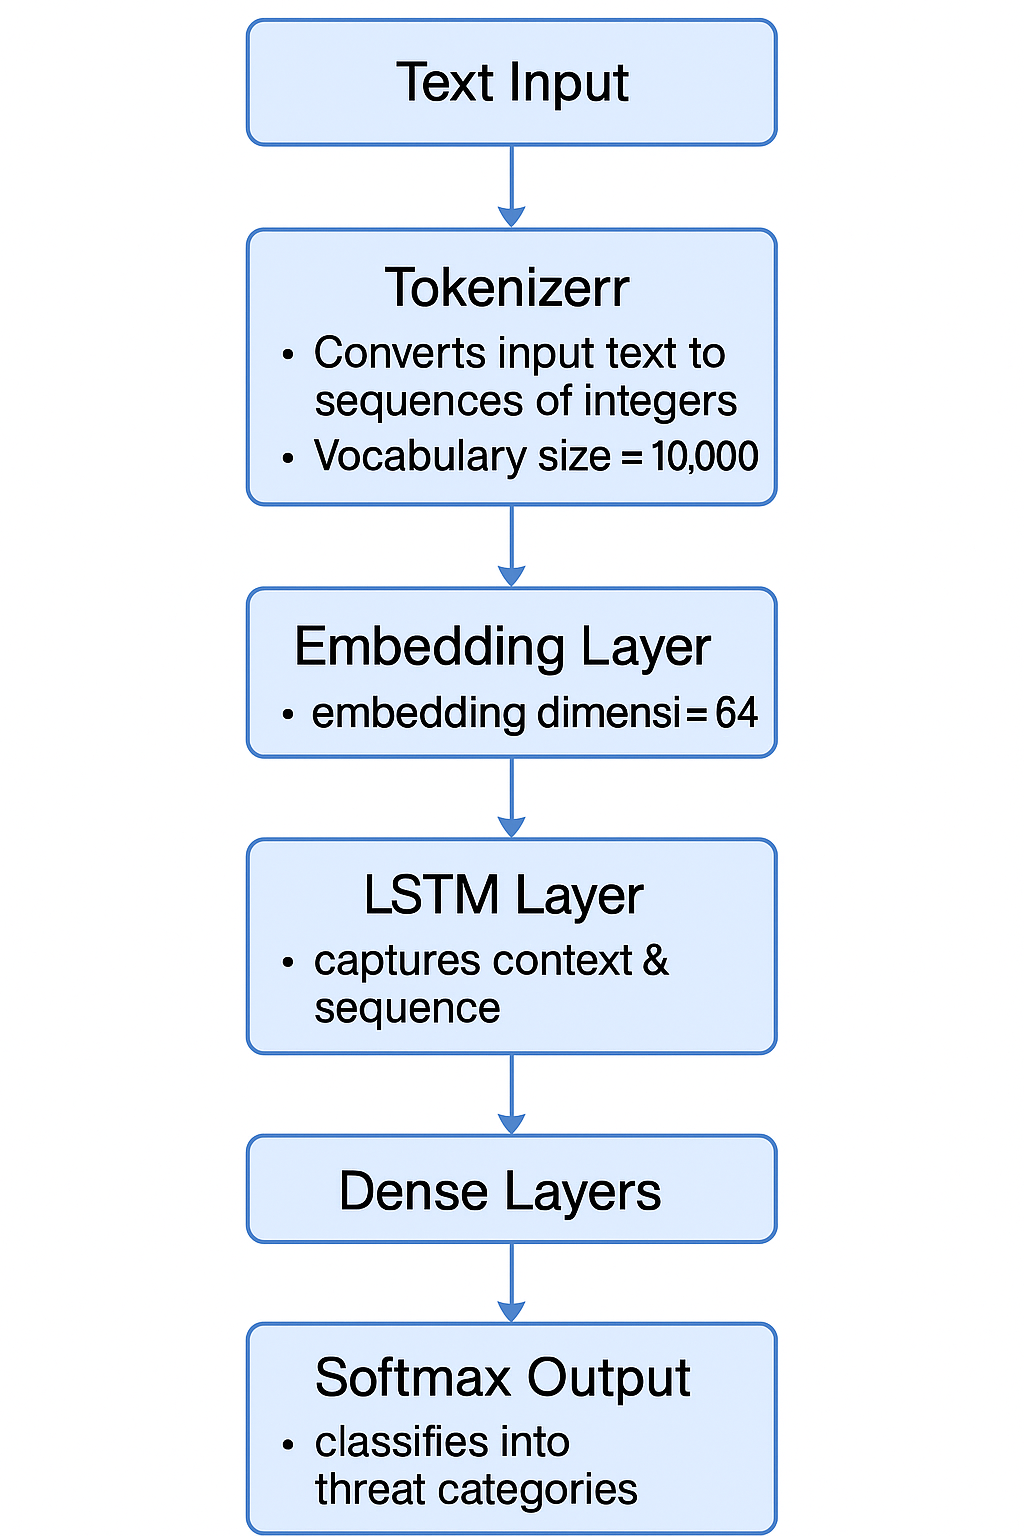 Text Input
Tokenizerr
• Converts input text to
sequences of integers
• Vocabulary size = 10,000
Embedding Layer
• embedding dimensi = 64
LSTM Layer
• captures context &
sequence
Dense Layers
Softmax Output
• classifies into
threat categories